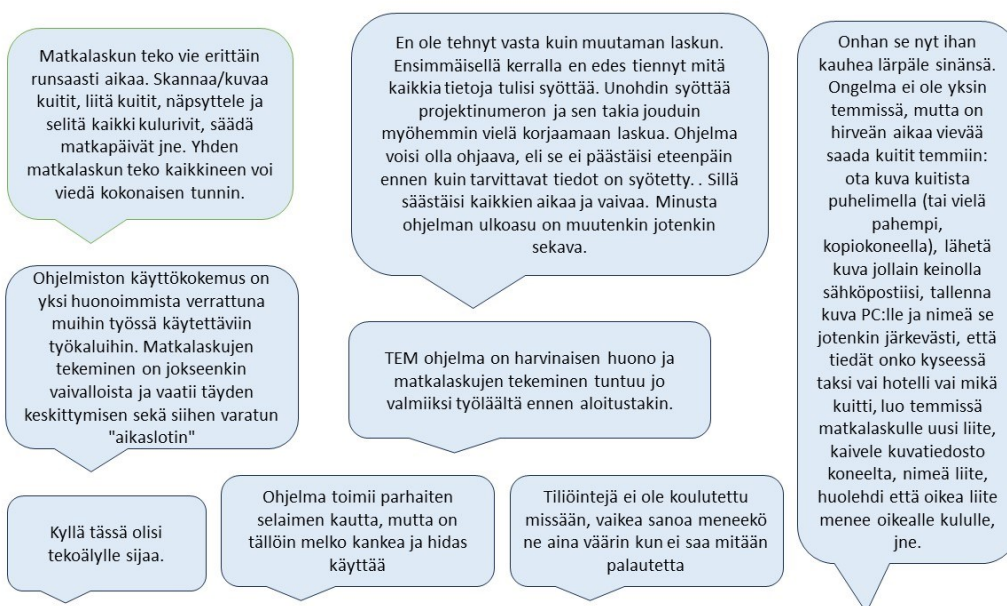 Matkalaskun teko vie erittäin
runsaasti aikaa. Skannaa/kuvaa
kuitit, liitä kuitit, näpsyttele ja
selitä kaikki kulurivit, säädä
matkapäivät jne. Yhden
matkalaskun teko kaikkineen voi
viedä kokonaisen tunnin.
En ole tehnyt vasta kuin muutaman laskun.
Ensimmäisellä kerralla en edes tiennyt mitä
kaikkia tietoja tulisi syöttää. Unohdin syöttää
projektinumeron ja sen takia jouduin
myöhemmin vielä korjaamaan laskua. Ohjelma
voisi olla ohjaava, eli se ei päästäisi eteenpäin
ennen kuin tarvittavat tiedot on syötetty. . Sillä
säästäisi kaikkien aikaa ja vaivaa. Minusta
ohjelman ulkoasu on muutenkin jotenkin
sekava.
Onhan se nyt ihan
kauhea lärpäle sinänsä.
Ongelma ei ole yksin
temmissä, mutta on
hirveän aikaa vievää
saada kuitit temmiin:
ota kuva kuitista
puhelimella (tai vielä
pahempi,
kopiokoneella), lähetä
kuva jollain keinolla
sähköpostiisi, tallenna
kuva PC:lle ja nimeä se
jotenkin järkevästi, että
tiedät onko kyseessä
taksi vai hotelli vai mikä
kuitti, luo temmissä
matkalaskulle uusi liite,
kaivele kuvatiedosto
koneelta, nimeä liite,
huolehdi että oikea liite
menee oikealle kululle,
jne.
Ohjelmiston käyttökokemus on
yksi huonoimmista verrattuna
muihin työssä käytettäviin
työkaluihin. Matkalaskujen
tekeminen on jokseenkin
vaivalloista ja vaatii täyden
keskittymisen sekä siihen varatun
"aikaslotin"
TEM ohjelma on harvinaisen huono ja
matkalaskujen tekeminen tuntuu jo
valmiiksi työläältä ennen aloitustakin.
Kyllä tässä olisi
tekoälylle sijaa.
Ohjelma toimii parhaiten
selaimen kautta, mutta on
tällöin melko kankea ja hidas
käyttää
Tiliöintejä ei ole koulutettu
missään, vaikea sanoa meneekö
ne aina väärin kun ei saa mitään
palautetta